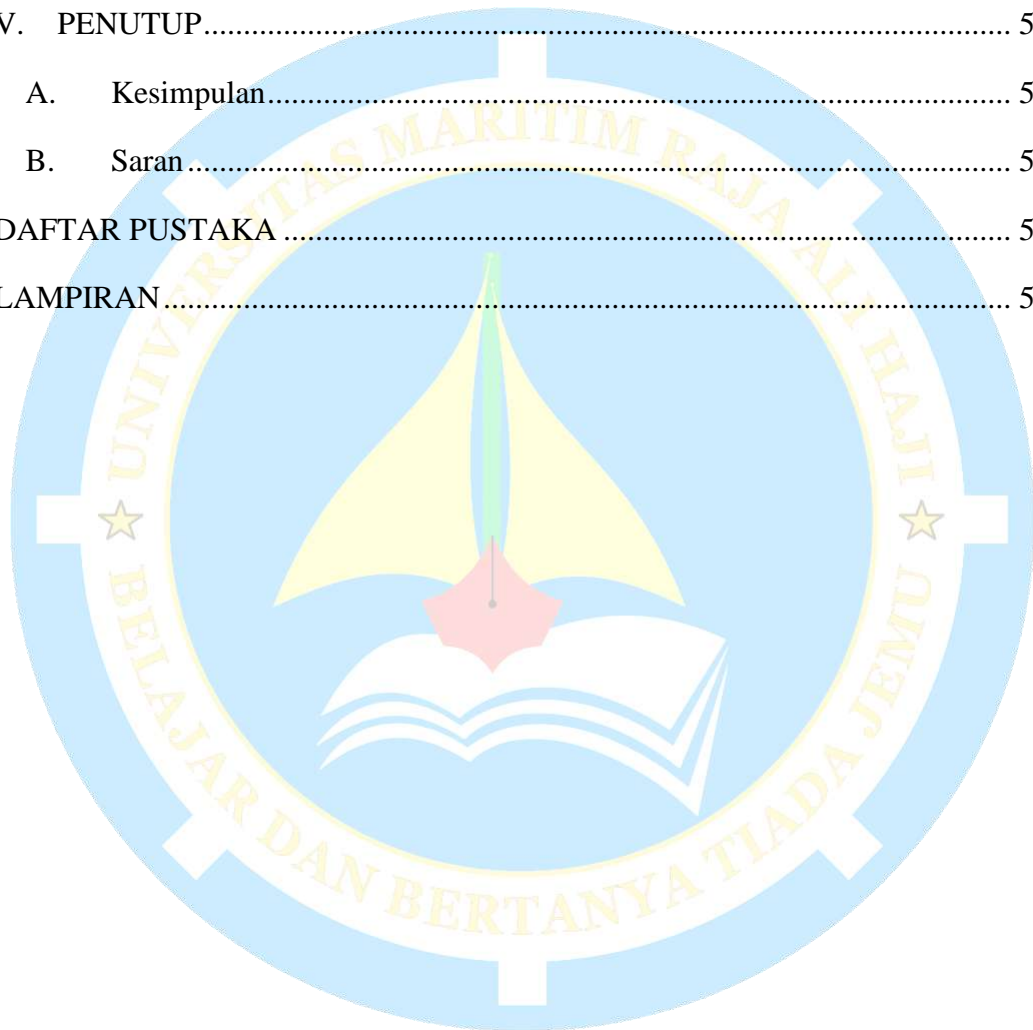 V. PENUTUP.................................................................................................... 5
A. Kesimpulan............................................................................................ 5
B. Saran ...................................................................................................... 5
DAFTAR PUSTAKA .......................................................................................... 5
LAMPIRAN......................................................................................................... 5
UNIVERSITAS MARITIM RAJA ALI HAJI
BELAJAR DAN BERTANYA TIADA JEMU